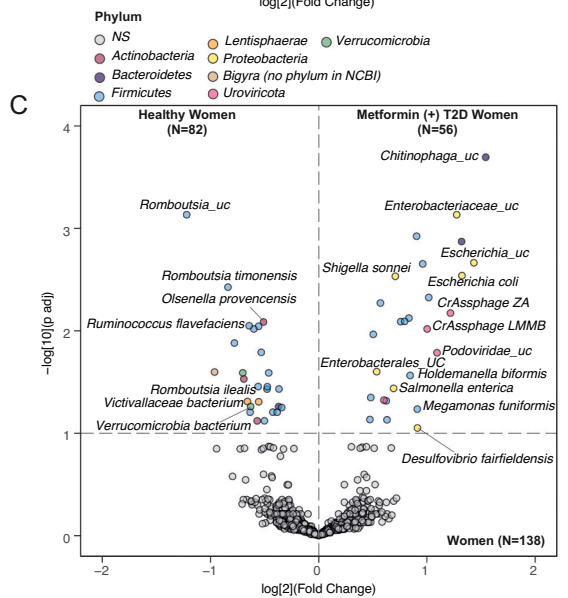 log[2](Fold Change)
Phylum
NS
Lentisphaerae
Verrucomicrobia
Actinobacteria
Proteobacteria
Bacteroidetes
Bigyra (no phylum in NCBI)
Firmicutes
Uroviricota
C
Healthy Women
(N=82)
Metformin (+) T2D Women
(N=56)
Chitinophaga_uc
Romboutsia_uc
Enterobacteriaceae_uc
Escherichia_uc
Shigella sonnei
Romboutsia timonensis
Escherichia coli
Olsenella provencensis
CrAssphage ZA
Ruminococcus flavefaciens
CrAssphage LMMB
Podoviridae_uc
Enterobacterales_UC
Holdemanella biformis
Romboutsia ilealis
Salmonella enterica
Victivallaceae bacterium
Megamonas funiformis
Verrucomicrobia bacterium
Desulfovibrio fairfieldensis
Women (N=138)
4
3
2
1
0
−log[10](p adj)
−2 −1 0 1 2
log[2](Fold Change)